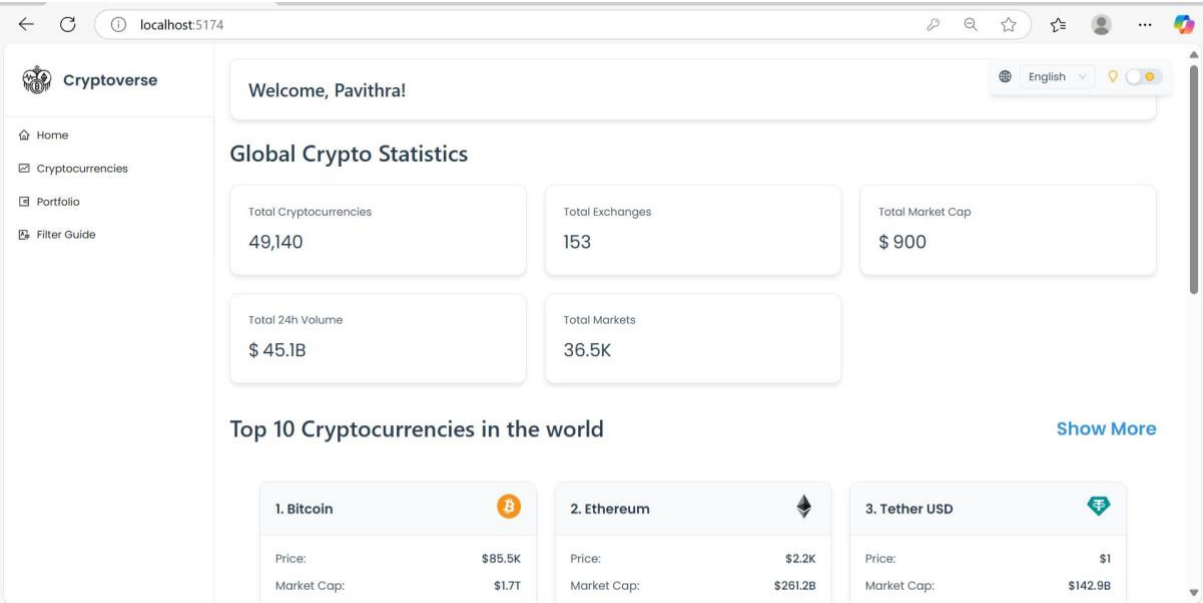 localhost:5174
Cryptoverse
Home
Cryptocurrencies
Portfolio
Filter Guide
Welcome, Pavithra!
English
Global Crypto Statistics
Total Cryptocurrencies
49,140
Total Exchanges
153
Total Market Cap
$ 900
Total 24h Volume
$ 45.1B
Total Markets
36.5K
Top 10 Cryptocurrencies in the world
Show More
1. Bitcoin
Price: $85.5K
Market Cap: $1.7T
2. Ethereum
Price: $2.2K
Market Cap: $261.2B
3. Tether USD
Price: $1
Market Cap: $142.9B